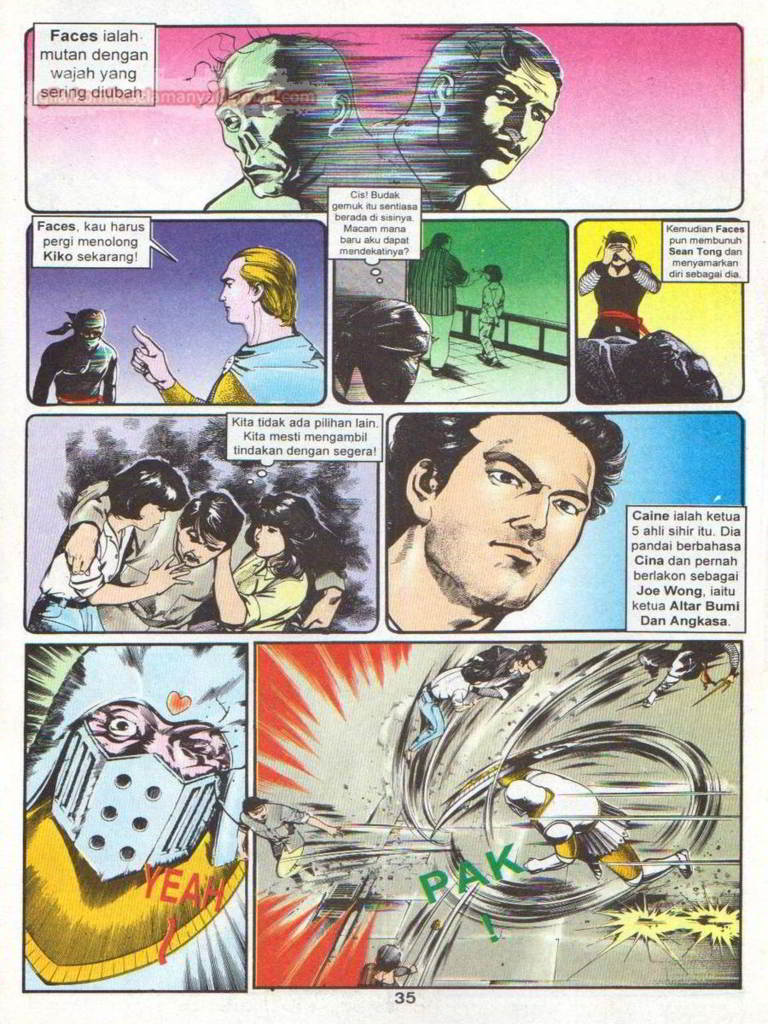 Faces ialah
mutan dengan
wajah yang
sering diubah
Faces, kau harus
pergi menolong
Kiko sekarang!
Cis! Budak
gemuk itu sentiasa
berada di sisinya.
Macam mana
baru aku dapat
mendekatinya?
Kemudian Faces
pun membunuh
Sean Tong dan
menyamarkan
diri sebagai dia.
Kita tidak ada pilihan lain.
Kita mesti mengambil
tindakan dengan segera!
Caine ialah ketua
5 ahli sihir itu. Dia
pandai berbahasa
Cina dan pernah
berlakon sebagai
Joe Wong, iaitu
ketua Altar Bumi
Dan Angkasa.
YEAH
~
PAK
!
35